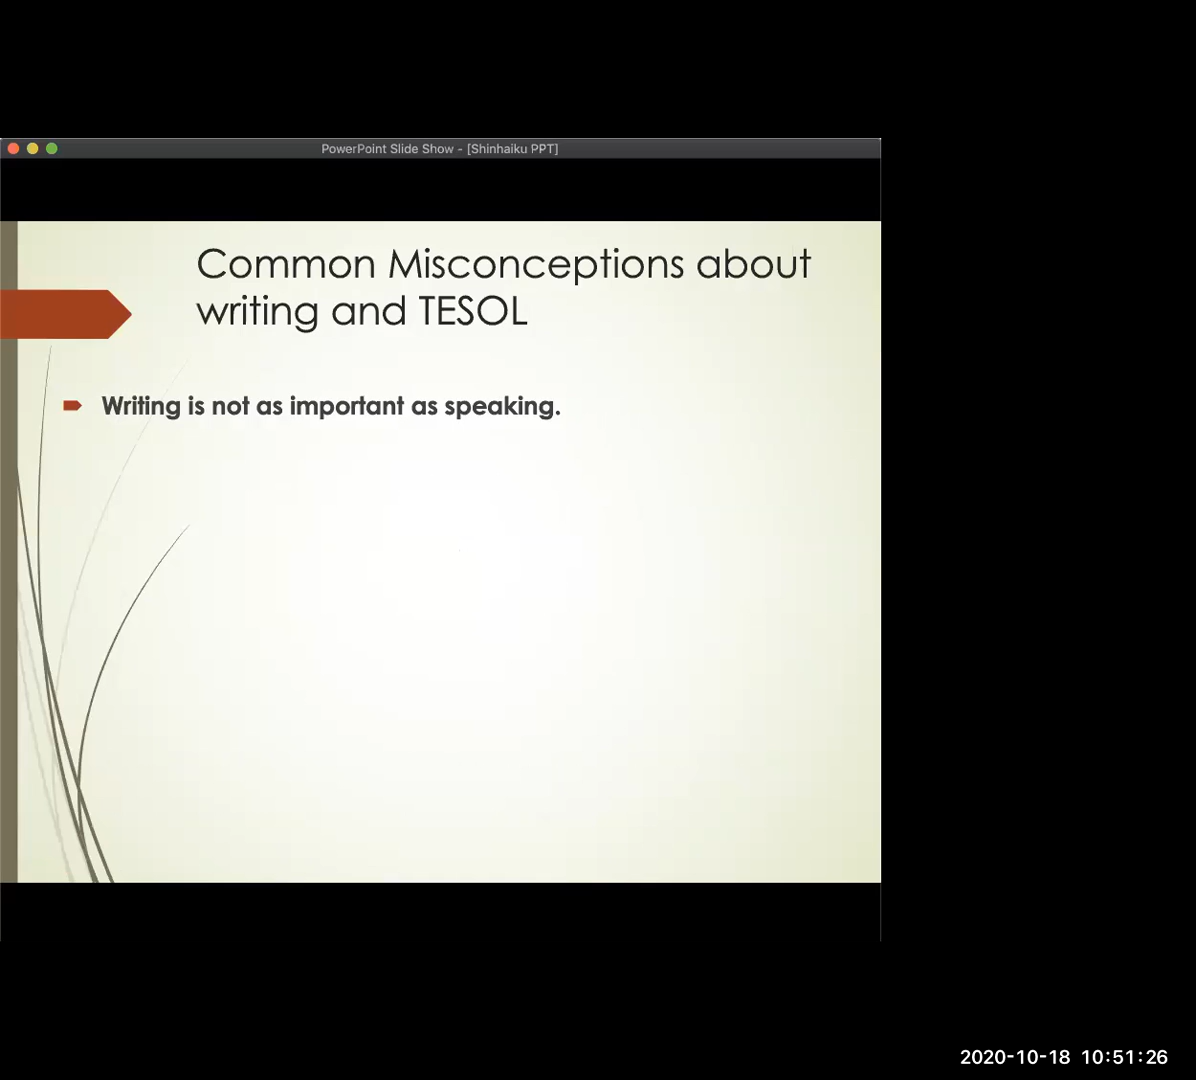 PowerPoint Slide Show - [Shinhaiku PPT]
Common Misconceptions about
writing and TESOL
Writing is not as important as speaking.
2020-10-18 10:51:26